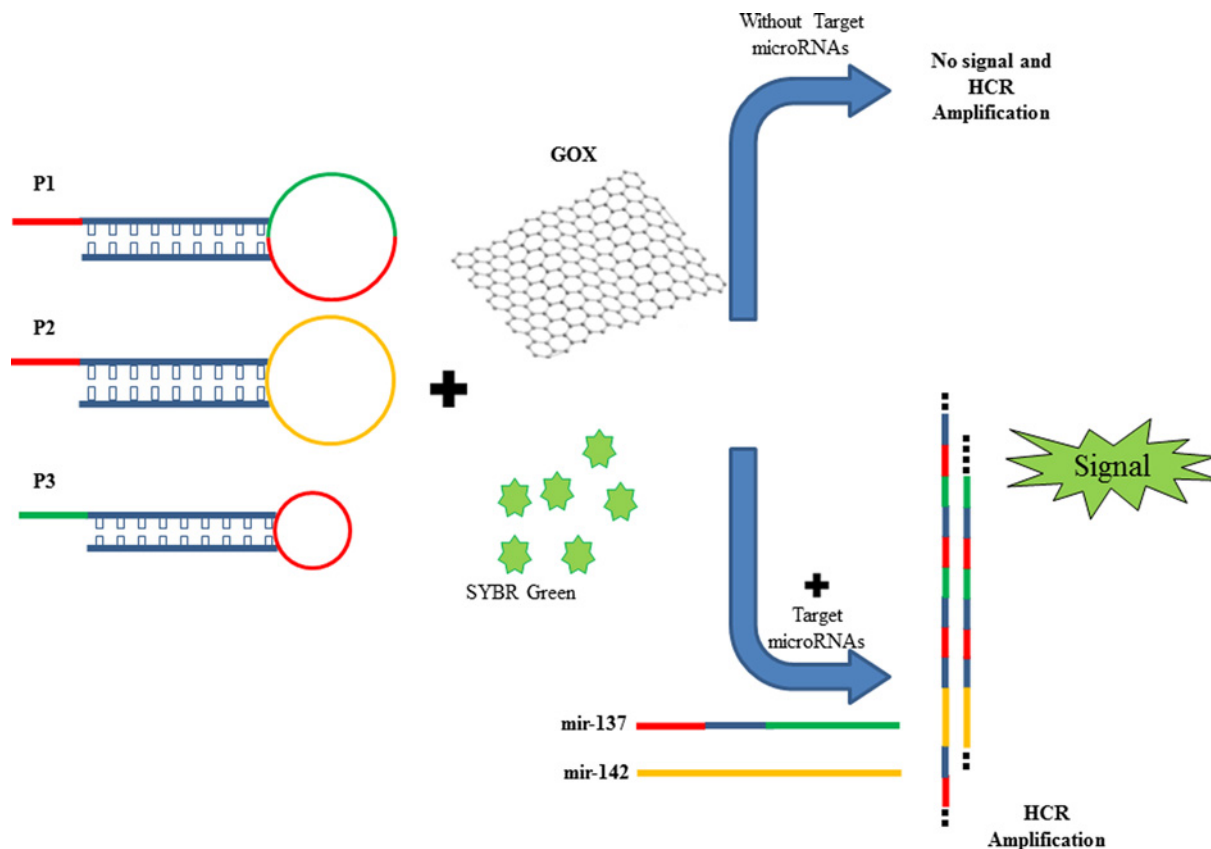 Without Target
microRNAs
No signal and
HCR
Amplification
GOX
P1
P2
P3
SYBR Green
Signal
Target
microRNAs
mir-137
mir-142
HCR
Amplification